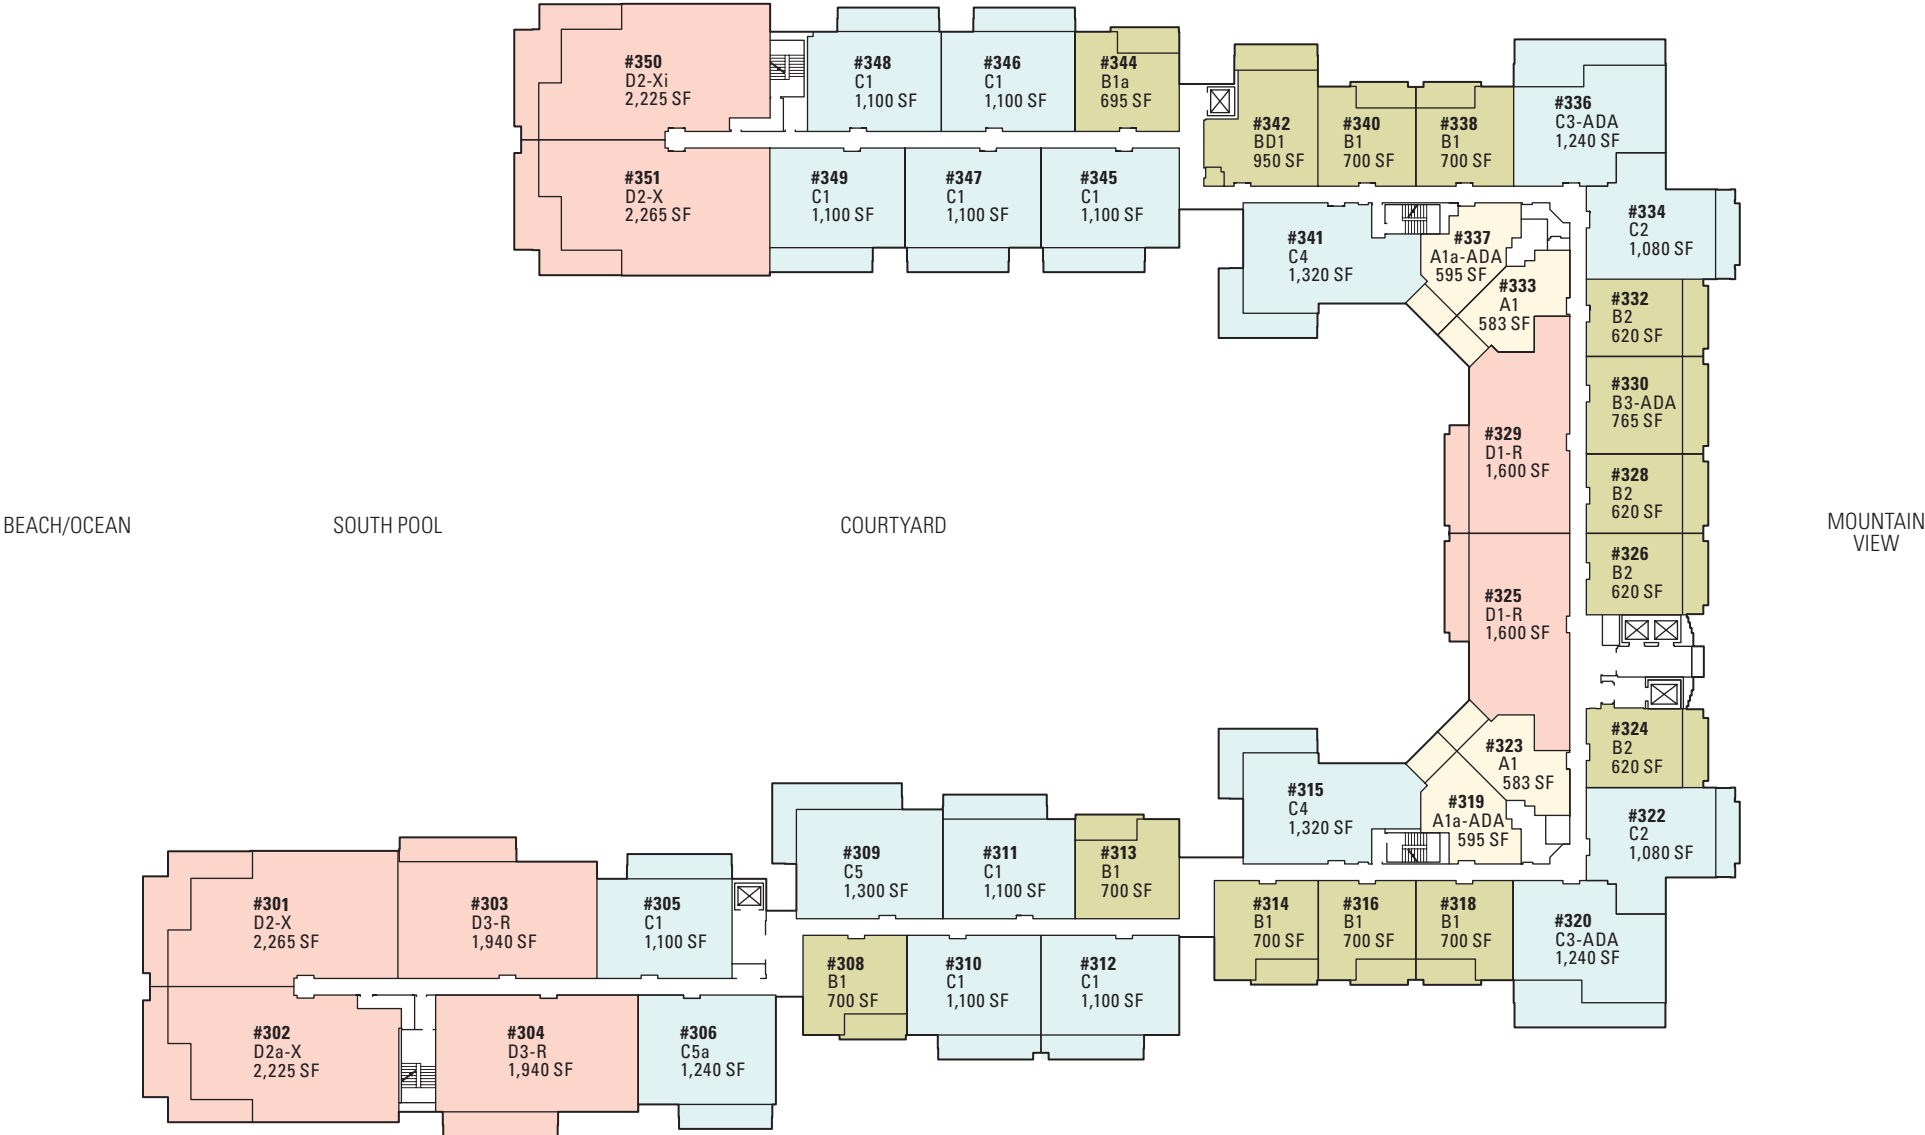 #350
D2-Xi
2,225 SF
#348
C1
1,100 SF
#346
C1
1,100 SF
#344
B1a
695 SF
#342
BD1
950 SF
#340
B1
700 SF
#338
B1
700 SF
#336
C3-ADA
1,240 SF
#351
D2-X
2,265 SF
#349
C1
1,100 SF
#347
C1
1,100 SF
#345
C1
1,100 SF
#341
C4
1,320 SF
#337
A1a-ADA
595 SF
#333
A1
583 SF
#334
C2
1,080 SF
#332
B2
620 SF
#330
B3-ADA
765 SF
#329
D1-R
1,600 SF
#328
B2
620 SF
#326
B2
620 SF
BEACH/OCEAN
SOUTH POOL
COURTYARD
MOUNTAIN
VIEW
#325
D1-R
1,600 SF
#324
B2
620 SF
#323
A1
583 SF
#319
A1a-ADA
595 SF
#315
C4
1,320 SF
#322
C2
1,080 SF
#309
C5
1,300 SF
#311
C1
1,100 SF
#313
B1
700 SF
#301
D2-X
2,265 SF
#303
D3-R
1,940 SF
#305
C1
1,100 SF
#314
B1
700 SF
#316
B1
700 SF
#318
B1
700 SF
#320
C3-ADA
1,240 SF
#308
B1
700 SF
#310
C1
1,100 SF
#312
C1
1,100 SF
#302
D2a-X
2,225 SF
#304
D3-R
1,940 SF
#306
C5a
1,240 SF